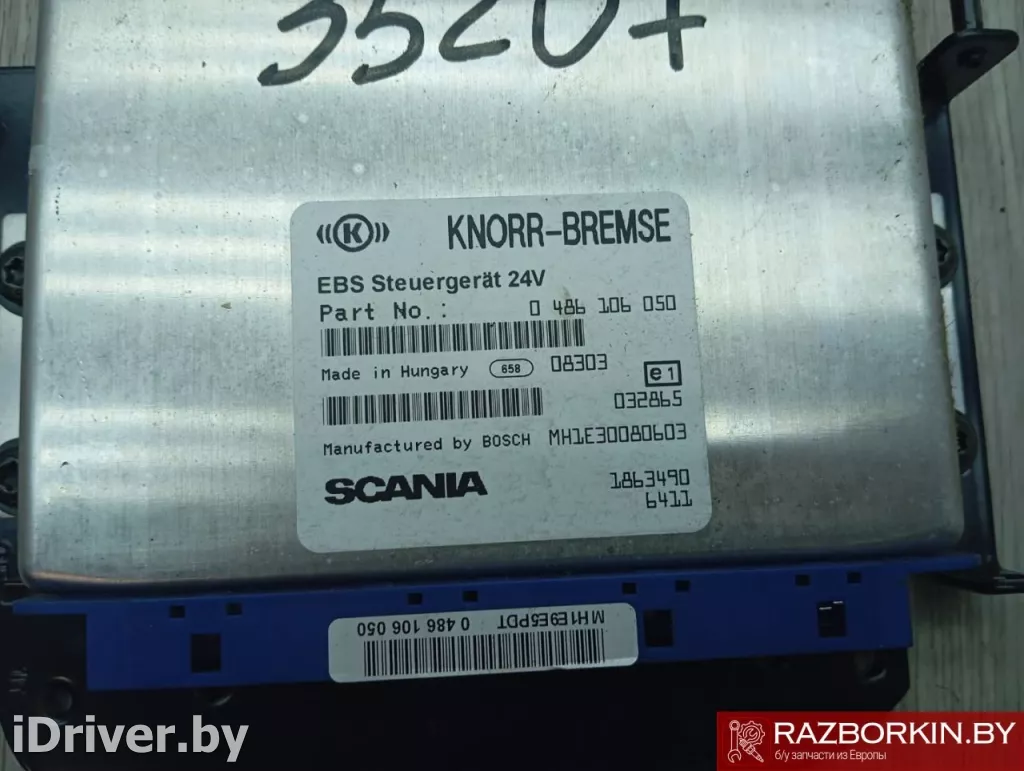 35207
K KNORR-BREMSE
EBS Steuergerät 24V
Part No.: 0 486 106 050
Made in Hungary 658 08303 e1
032865
Manufactured by BOSCH MH1E30080603
SCANIA 1863490
6411
MH1E9E5PDT 0 486 106 050
iDriver.by
RAZBORKIN.BY
б/у запчасти из Европы